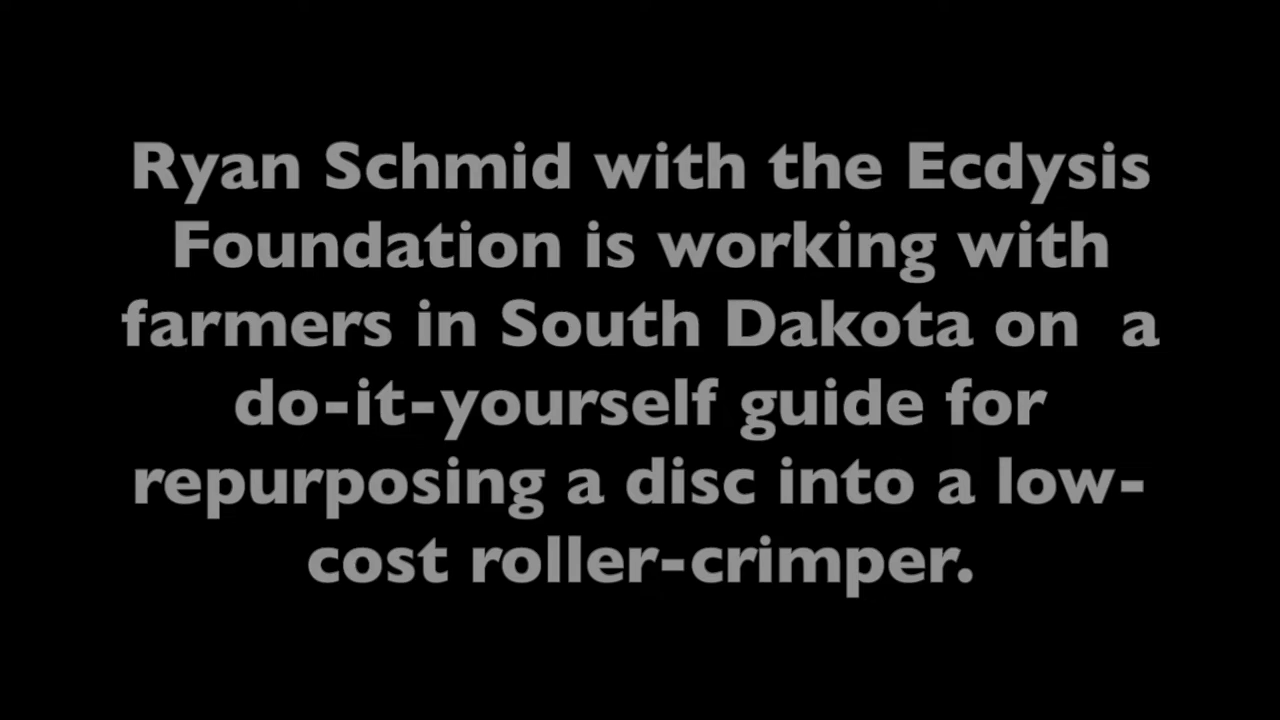 Ryan Schmid with the Ecdysis
Foundation is working with
farmers in South Dakota on  a
do-it-yourself guide for
repurposing a disc into a low-
cost roller-crimper.